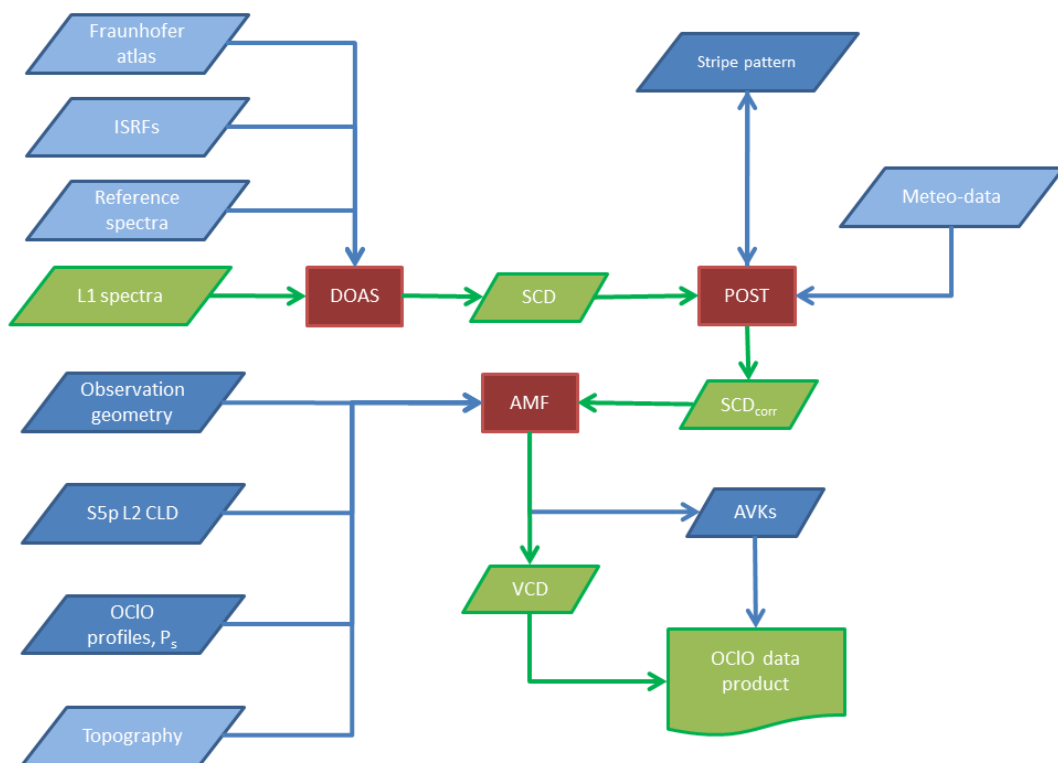 Fraunhofer
atlas
Stripe pattern
ISRFs
Reference
spectra
Meteo-data
L1 spectra
DOAS
SCD
POST
Observation
geometry
AMF
SCDcorr
S5p L2 CLD
AVKs
VCD
OClO
profiles, Ps
OClO data
product
Topography